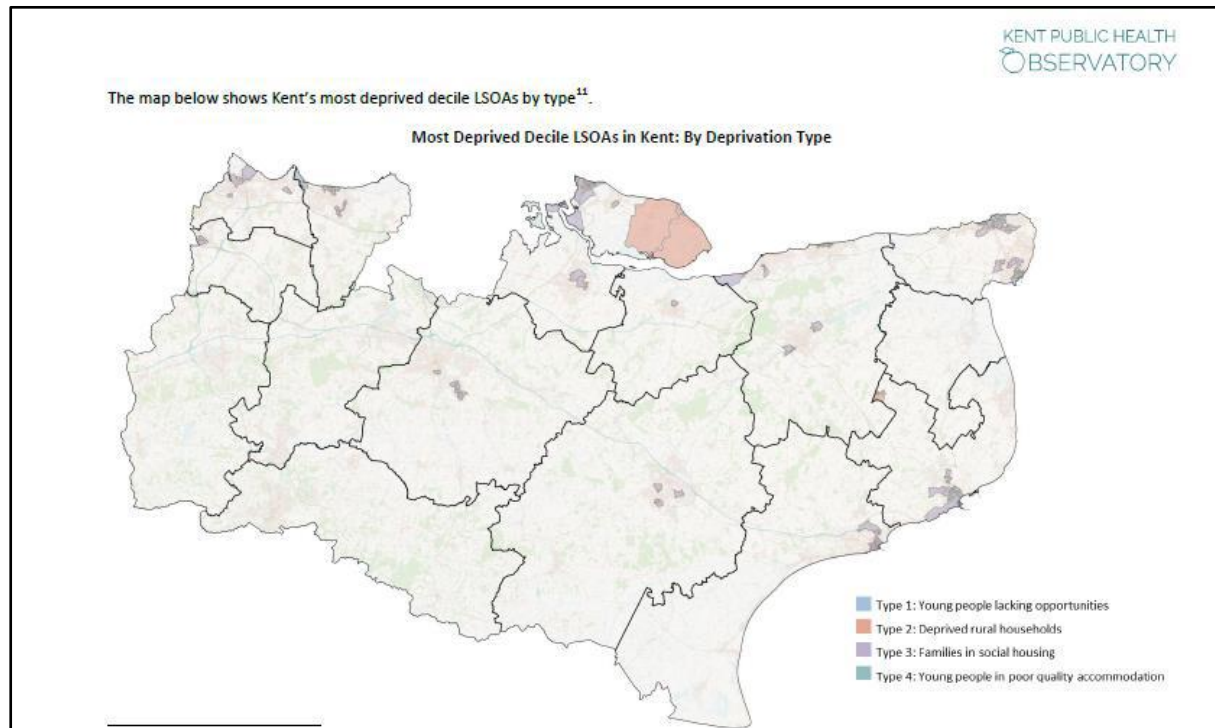 KENT PUBLIC HEALTH
OBSERVATORY
The map below shows Kent's most deprived decile LSOAs by type¹¹.
Most Deprived Decile LSOAs in Kent: By Deprivation Type
Type 1: Young people lacking opportunities
Type 2: Deprived rural households
Type 3: Families in social housing
Type 4: Young people in poor quality accommodation